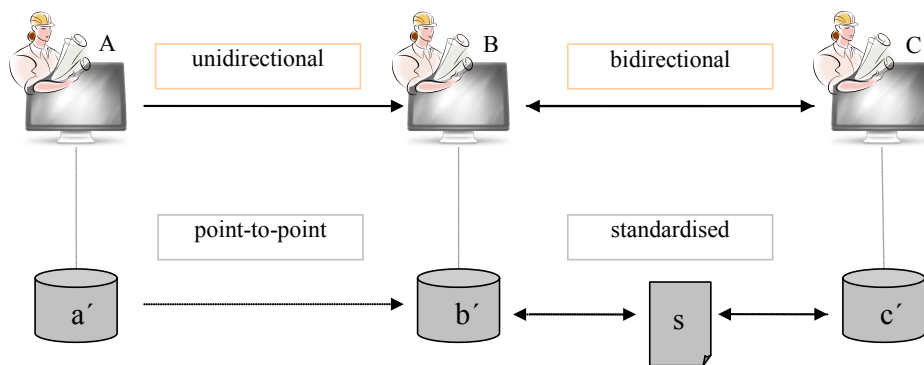 A
unidirectional
B
bidirectional
C
point-to-point
standardised
a´
b´
s
c´